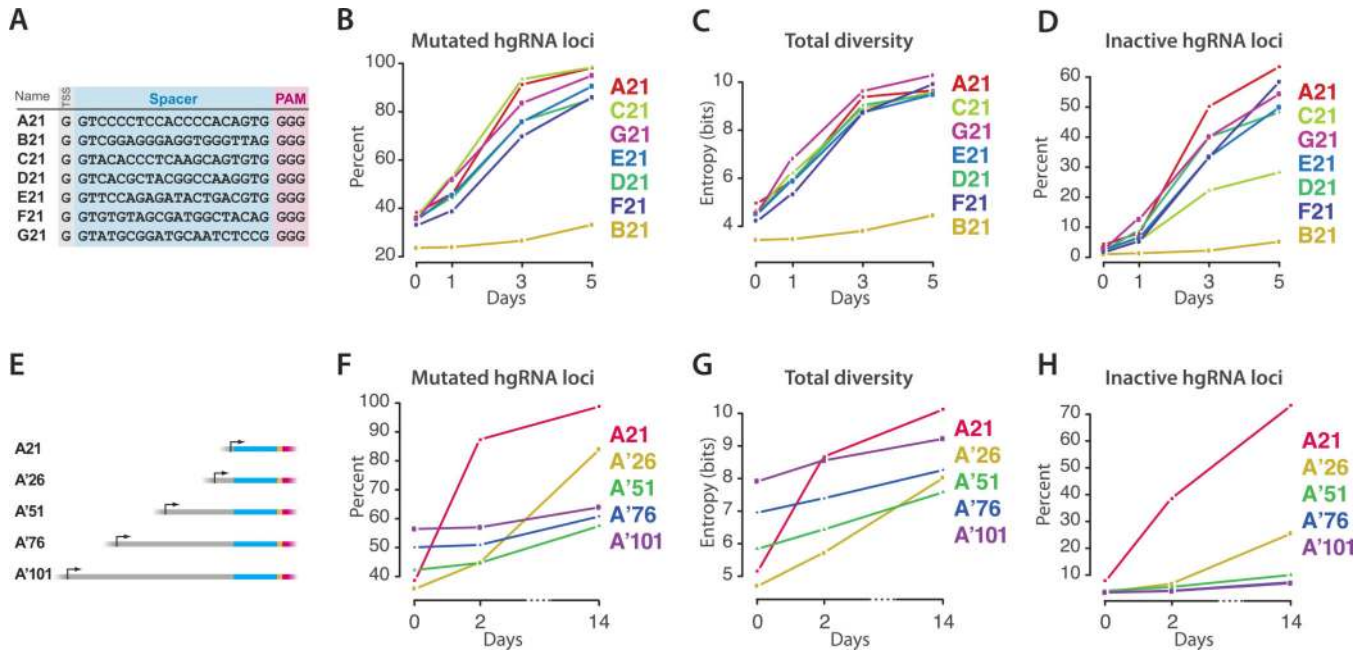 A
Name TSS Spacer PAM
A21 G GTCCCCTCCACCCCACAGTG GGG
B21 G GTCGGAGGGAGGTGGGTTAG GGG
C21 G GTACACCCTCAAGCAGTGTG GGG
D21 G GTCACGCTACGGCCAAGGTG GGG
E21 G GTTCCAGAGATACTGACGTG GGG
F21 G GTGTGTAGCGATGGCTACAG GGG
G21 G GTATGCGGATGCAATCTCCG GGG
B
Mutated hgRNA loci
Percent
100
80
60
40
20
0 1 3 5
Days
A21
C21
G21
E21
D21
F21
B21
C
Total diversity
Entropy (bits)
10
8
6
4
0 1 3 5
Days
A21
C21
G21
E21
D21
F21
B21
D
Inactive hgRNA loci
Percent
60
50
40
30
20
10
0
0 1 3 5
Days
A21
C21
G21
E21
D21
F21
B21
E
A21
A'26
A'51
A'76
A'101
F
Mutated hgRNA loci
Percent
100
90
80
70
60
50
40
0 2 14
Days
A21
A'26
A'51
A'76
A'101
G
Total diversity
Entropy (bits)
10
9
8
7
6
5
0 2 14
Days
A21
A'26
A'51
A'76
A'101
H
Inactive hgRNA loci
Percent
70
60
50
40
30
20
10
0 2 14
Days
A21
A'26
A'51
A'76
A'101